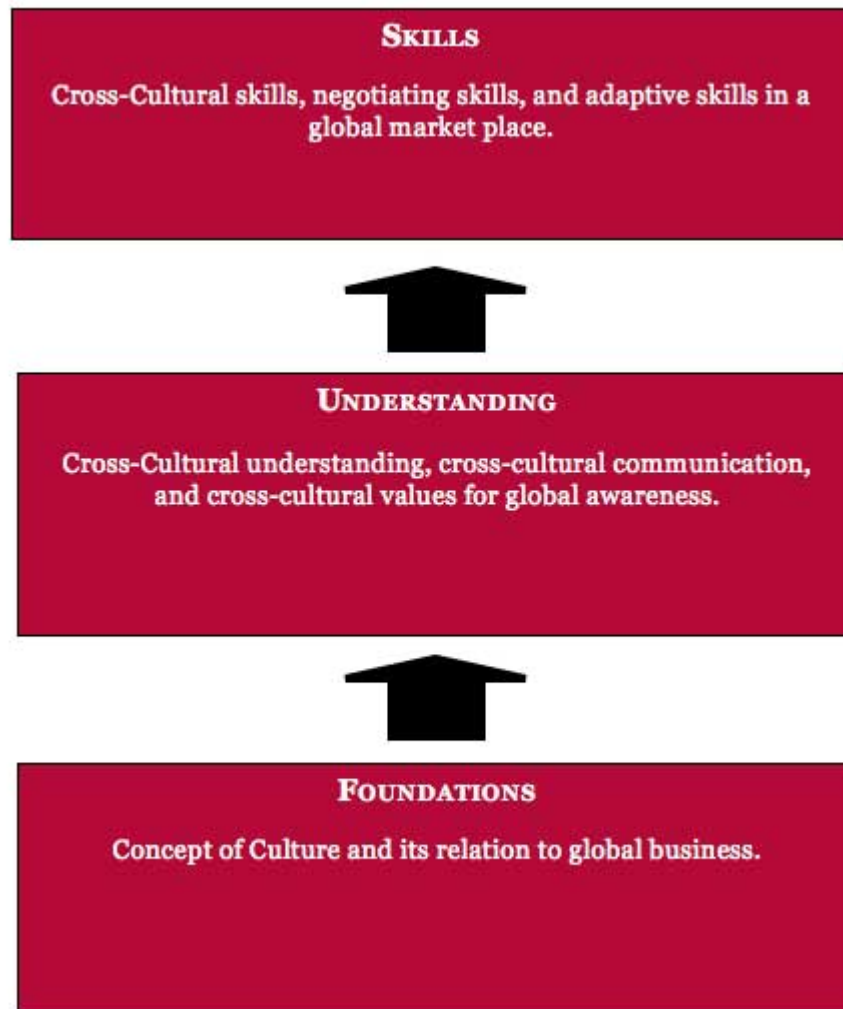 SKILLS
Cross-Cultural skills, negotiating skills, and adaptive skills in a
global market place.
UNDERSTANDING
Cross-Cultural understanding, cross-cultural communication,
and cross-cultural values for global awareness.
FOUNDATIONS
Concept of Culture and its relation to global business.